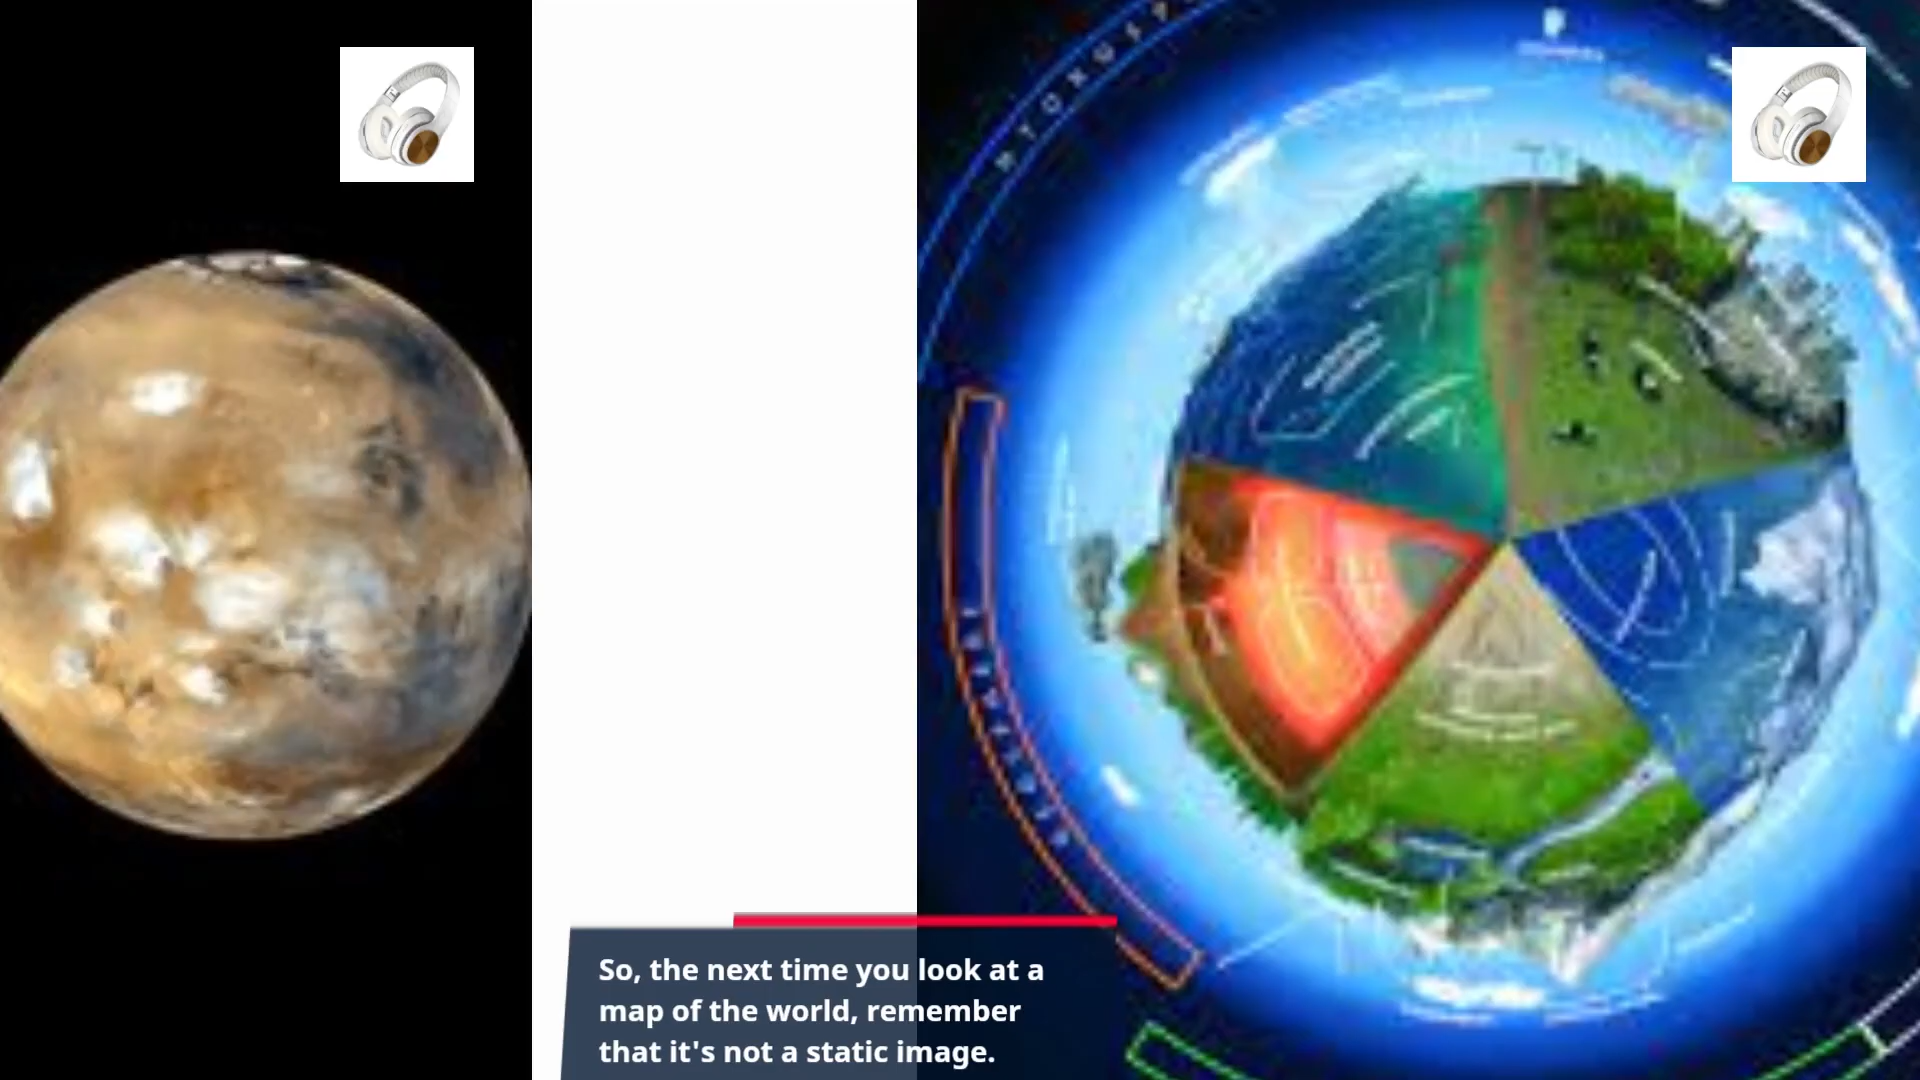 So, the next time you look at a
map of the world, remember
that it's not a static image.